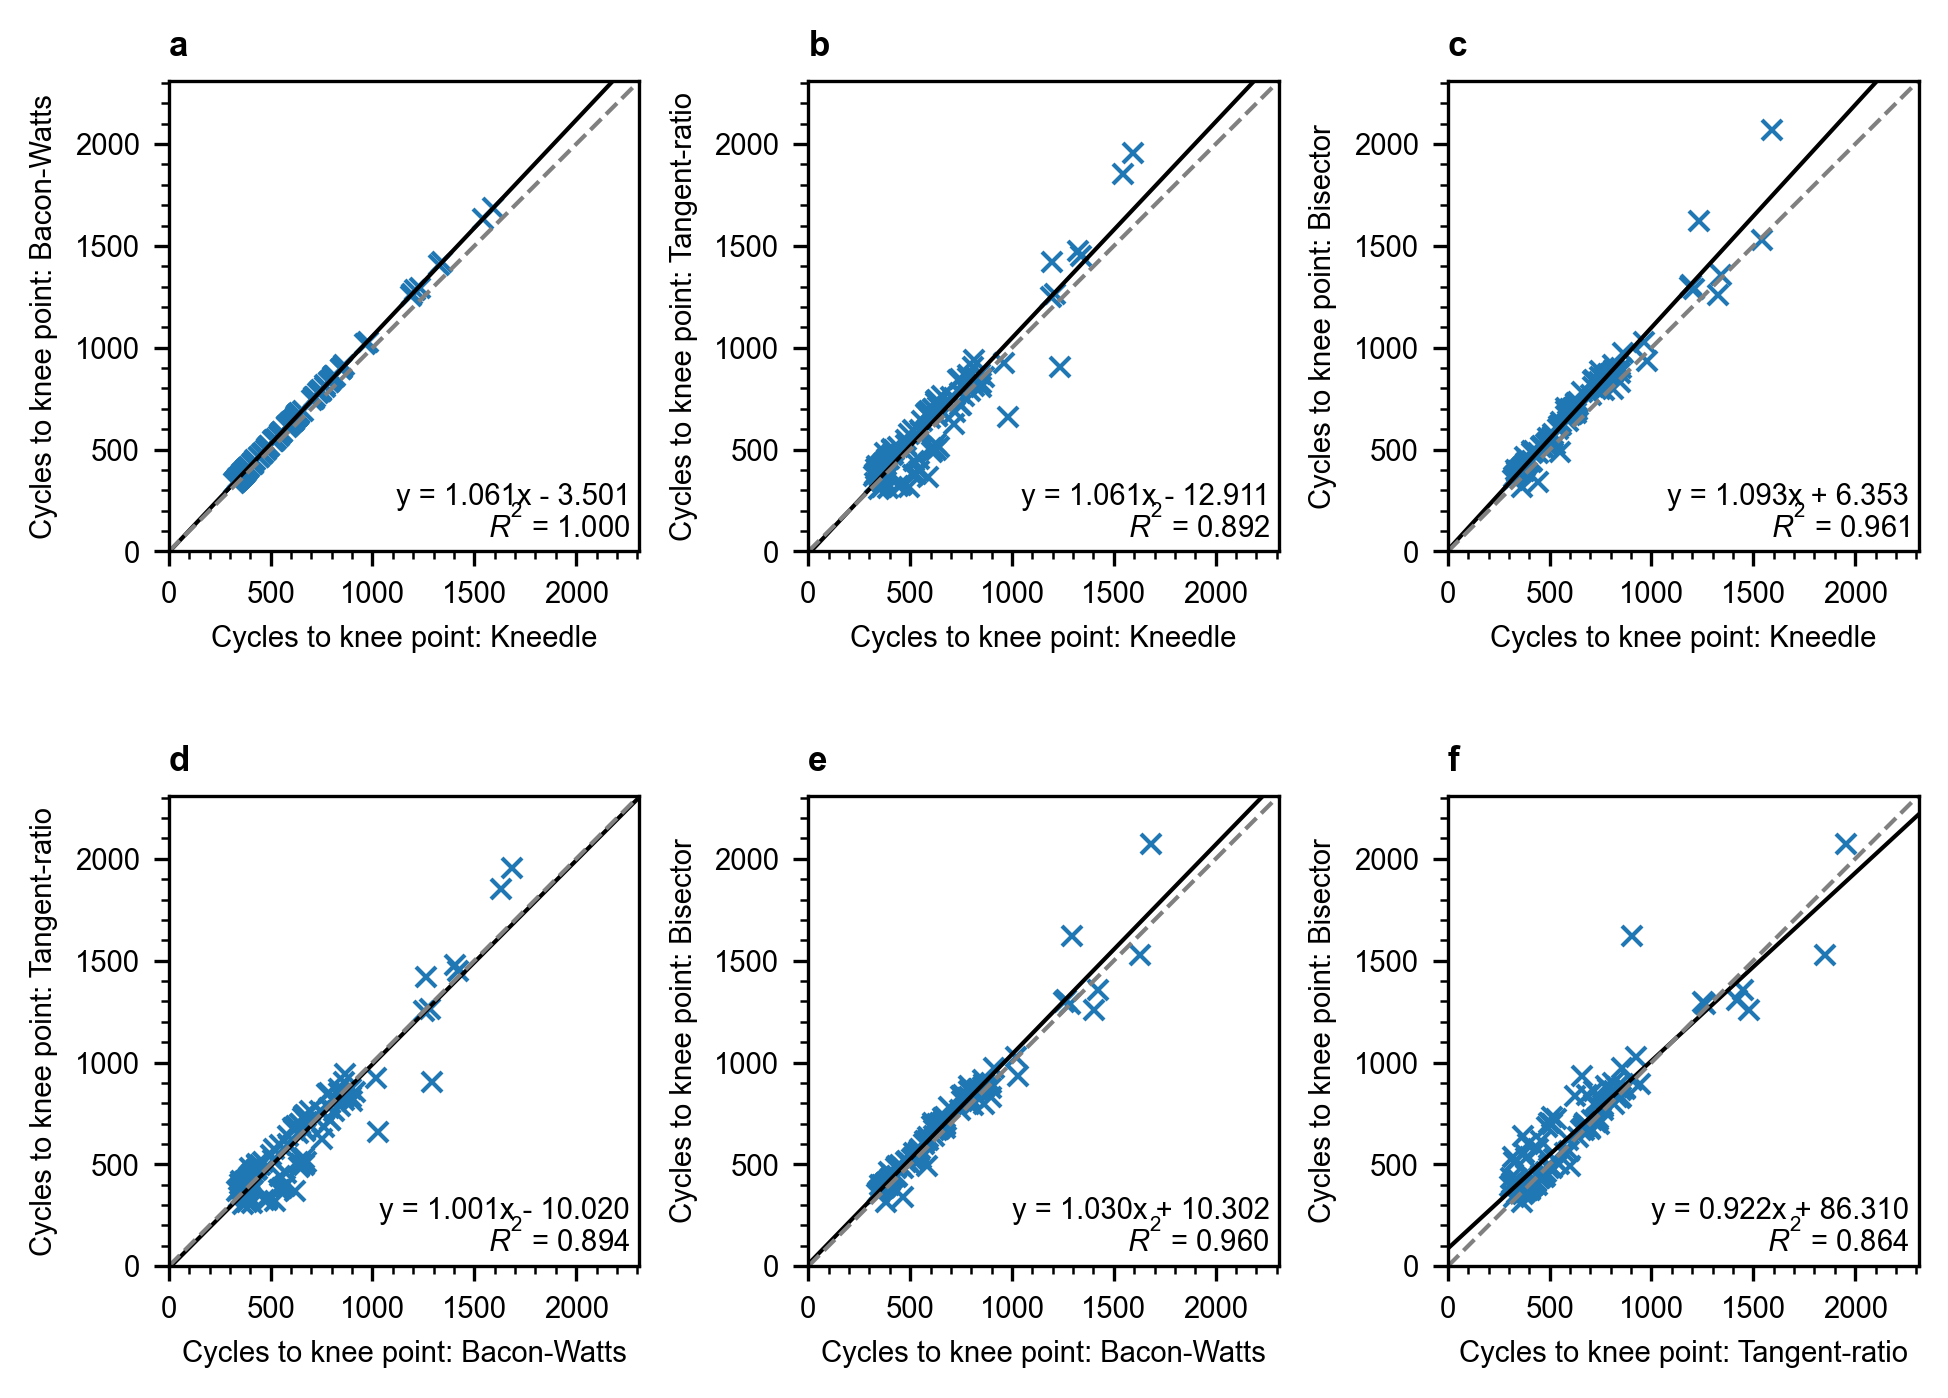 a
Cycles to knee point: Bacon-Watts
2000
1500
1000
500
0
y = 1.061x - 3.501
R² = 1.000
0 500 1000 1500 2000
Cycles to knee point: Kneedle
b
Cycles to knee point: Tangent-ratio
2000
1500
1000
500
0
y = 1.061x - 12.911
R² = 0.892
0 500 1000 1500 2000
Cycles to knee point: Kneedle
c
Cycles to knee point: Bisector
2000
1500
1000
500
0
y = 1.093x + 6.353
R² = 0.961
0 500 1000 1500 2000
Cycles to knee point: Kneedle
d
Cycles to knee point: Tangent-ratio
2000
1500
1000
500
0
y = 1.001x - 10.020
R² = 0.894
0 500 1000 1500 2000
Cycles to knee point: Bacon-Watts
e
Cycles to knee point: Bisector
2000
1500
1000
500
0
y = 1.030x + 10.302
R² = 0.960
0 500 1000 1500 2000
Cycles to knee point: Bacon-Watts
f
Cycles to knee point: Bisector
2000
1500
1000
500
0
y = 0.922x + 86.310
R² = 0.864
0 500 1000 1500 2000
Cycles to knee point: Tangent-ratio